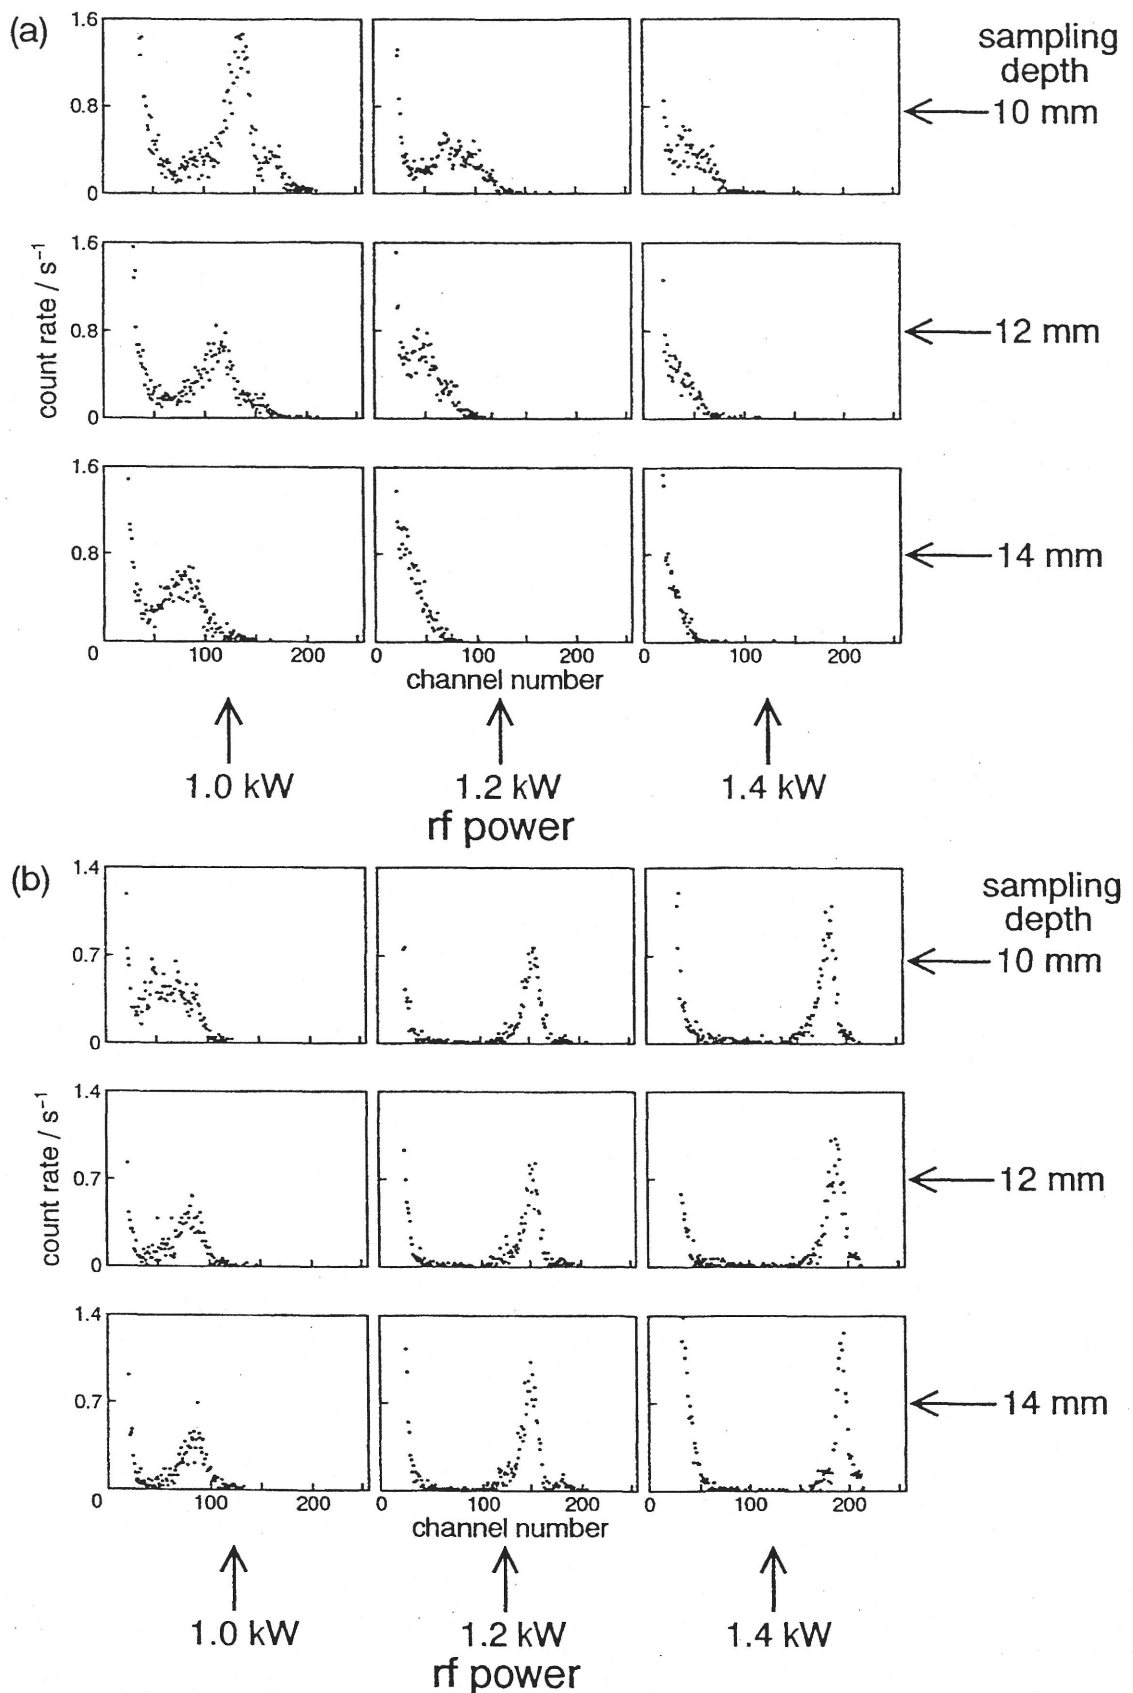 (a)
1.6
sampling
depth
0.8
10 mm
0
1.6
count rate / s⁻¹
0.8
12 mm
0
1.6
0.8
14 mm
0
100
200
0
100
200
0
100
200
channel number
1.0 kW
1.2 kW
1.4 kW
rf power
(b)
1.4
sampling
depth
0.7
10 mm
0
1.4
count rate / s⁻¹
0.7
12 mm
0
1.4
0.7
14 mm
0
100
200
0
100
200
0
100
200
channel number
1.0 kW
1.2 kW
1.4 kW
rf power